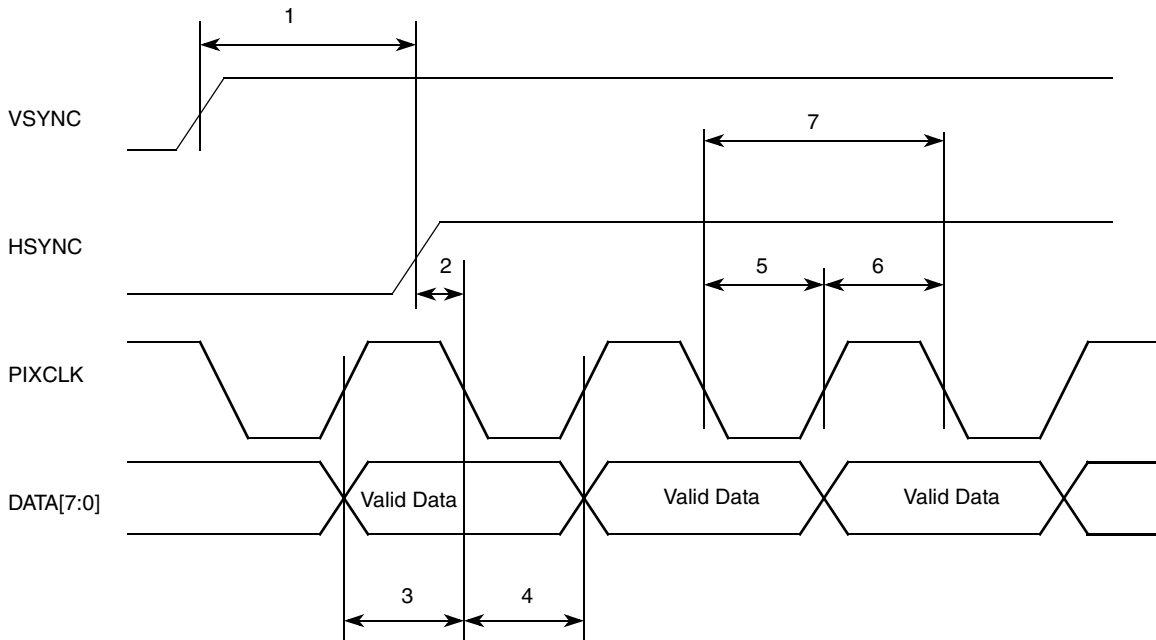 1
VSYNC
7
HSYNC
2
5
6
PIXCLK
DATA[7:0]
Valid Data
Valid Data
Valid Data
3
4